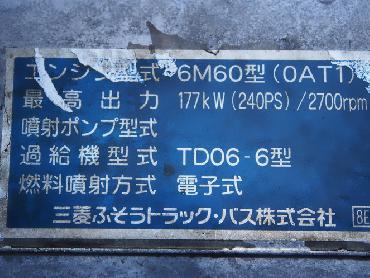 エンジン型式 6M60型(0AT1)
最高出力 177kW(240PS)/2700rpm
噴射ポンプ型式
過給機型式 TD06-6型
燃料噴射方式 電子式
三菱ふそうトラック・バス株式会社 8E